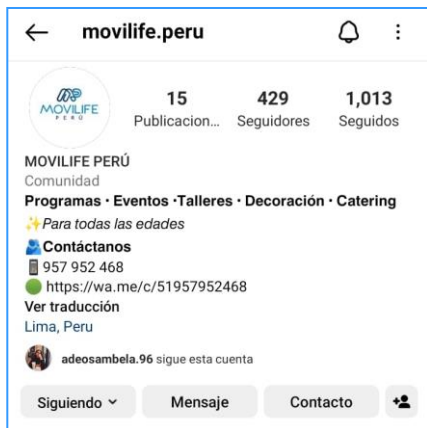 movilife.peru
MOVILIFE
PERÚ
15 429 1,013
Publicacion... Seguidores Seguidos
MOVILIFE PERÚ
Comunidad
Programas · Eventos ·Talleres · Decoración · Catering
✨Para todas las edades
🫂Contáctanos
📱957 952 468
🟢 https://wa.me/c/51957952468
Ver traducción
Lima, Peru
adeosambela.96 sigue esta cuenta
Siguiendo Mensaje Contacto